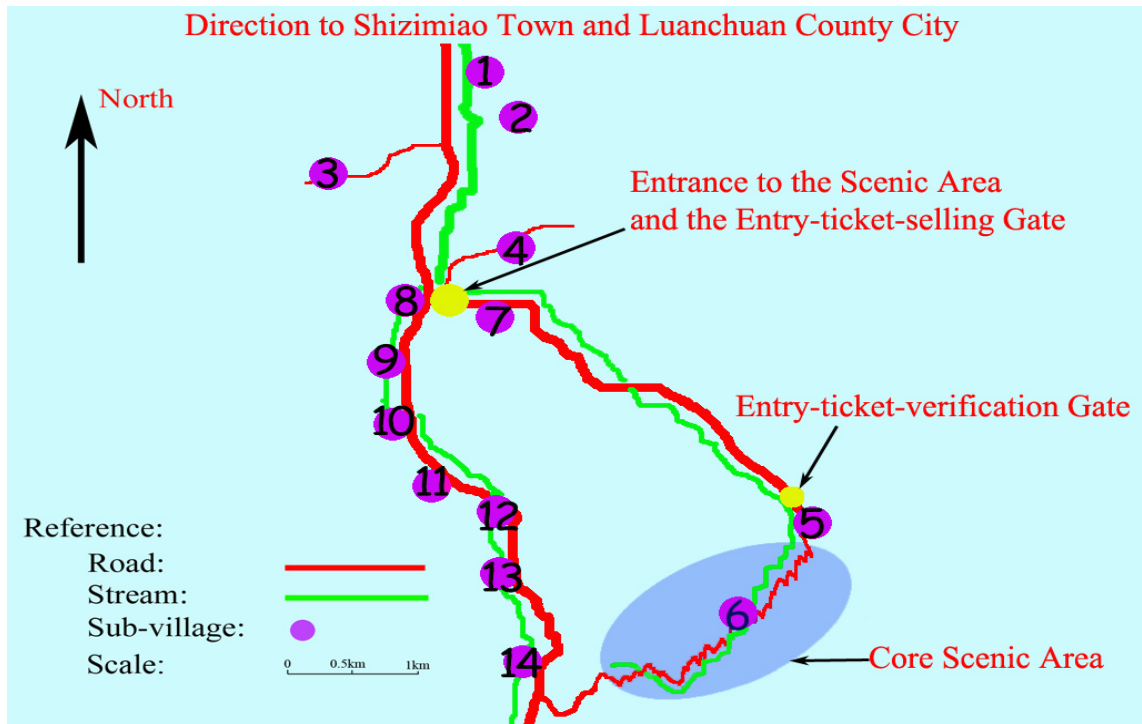 Direction to Shizimiao Town and Luanchuan County City
North
1
2
3
Entrance to the Scenic Area
and the Entry-ticket-selling Gate
4
8
7
9
Entry-ticket-verification Gate
10
11
12
5
13
6
14
Core Scenic Area
Reference:
Road:
Stream:
Sub-village:
Scale:
0 0.5km 1km